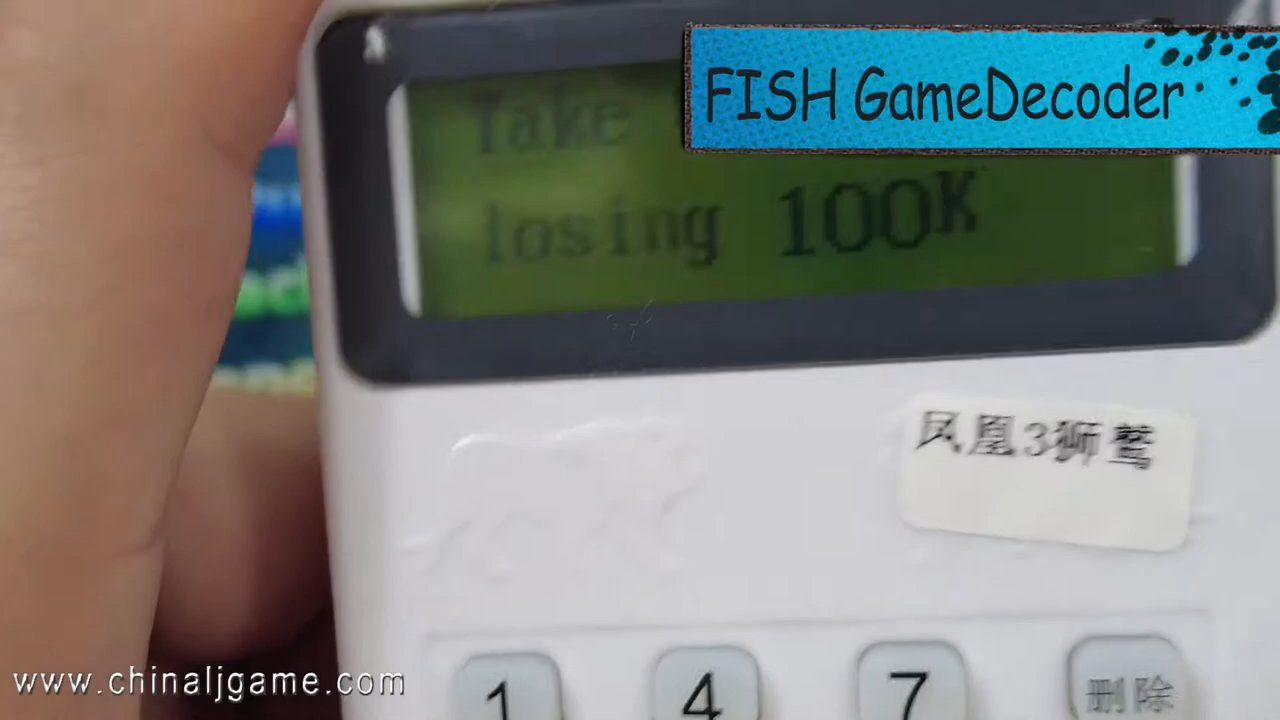 FISH GameDecoder
Take
losing 100K
凤凰3狮鹫
1 4 7 删除
www.chinaljgame.com